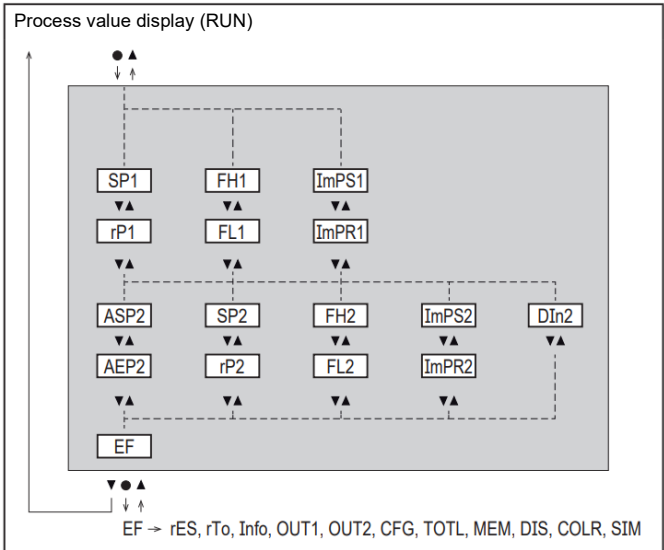 Process value display (RUN)
SP1 FH1 ImPS1
rP1 FL1 ImPR1
ASP2 SP2 FH2 ImPS2 DIn2
AEP2 rP2 FL2 ImPR2
EF
EF → rES, rTo, Info, OUT1, OUT2, CFG, TOTL, MEM, DIS, COLR, SIM